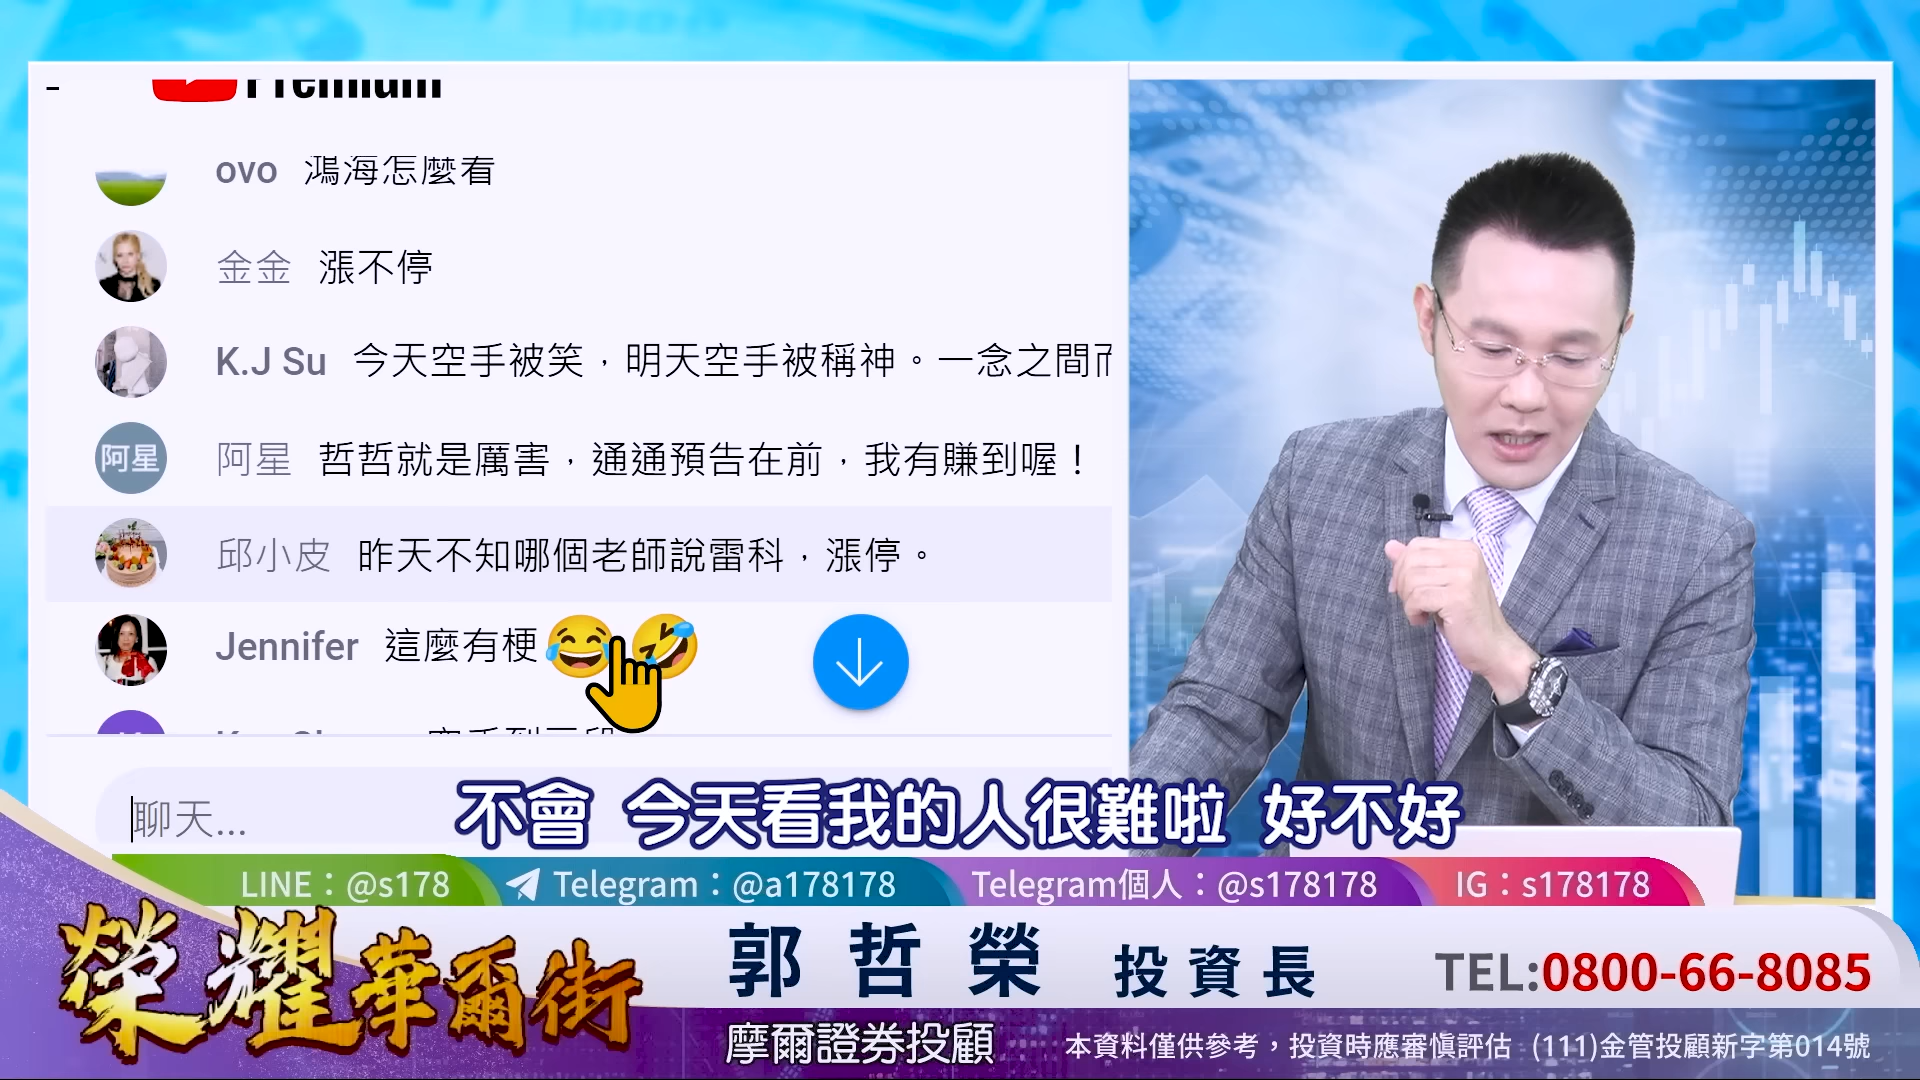 Premium
ovo 鴻海怎麼看
金金 漲不停
K.J Su 今天空手被笑，明天空手被稱神。一念之間而
阿星 阿星 哲哲就是厲害，通通預告在前，我有賺到喔！
邱小皮 昨天不知哪個老師說雷科，漲停。
Jennifer 這麼有梗
聊天...
不會 今天看我的人很難啦 好不好
LINE：@s178 Telegram：@a178178 Telegram個人：@s178178 IG：s178178
榮耀華爾街
郭哲榮 投資長
TEL:0800-66-8085
摩爾證券投顧
本資料僅供參考，投資時應審慎評估 (111)金管投顧新字第014號